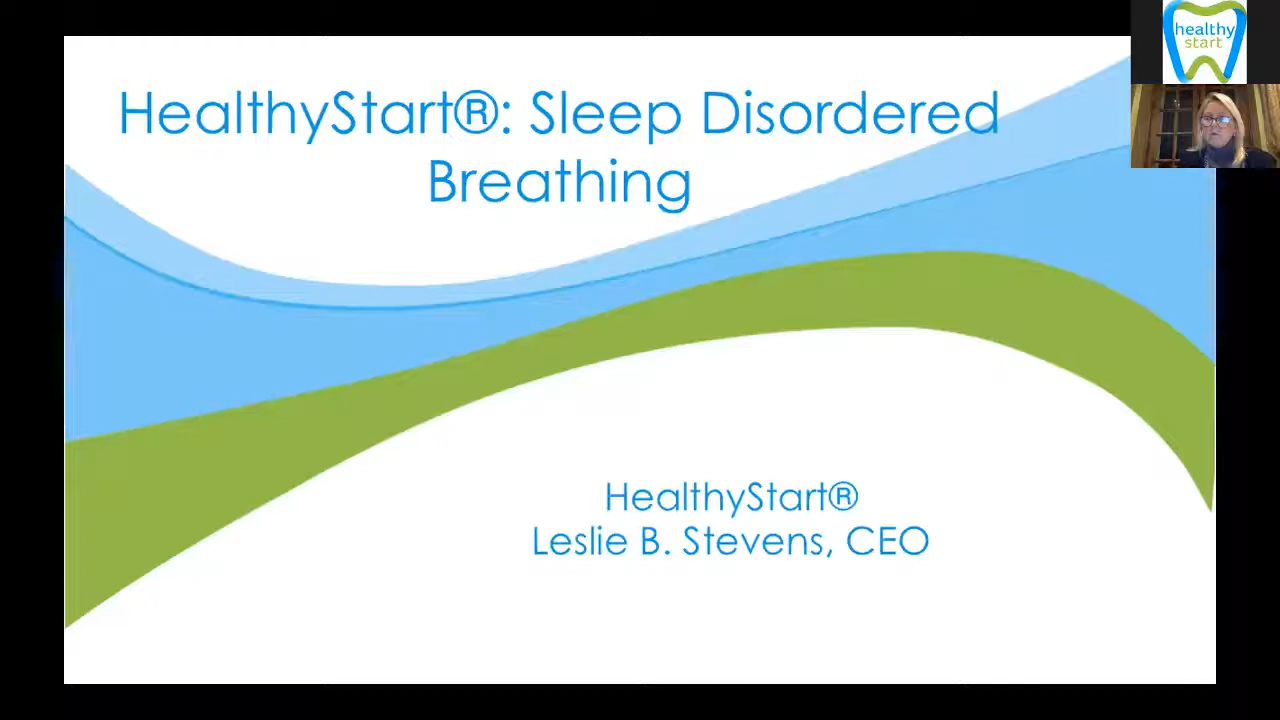 HealthyStart®: Sleep Disordered
Breathing
healthy
start
HealthyStart®
Leslie B. Stevens, CEO